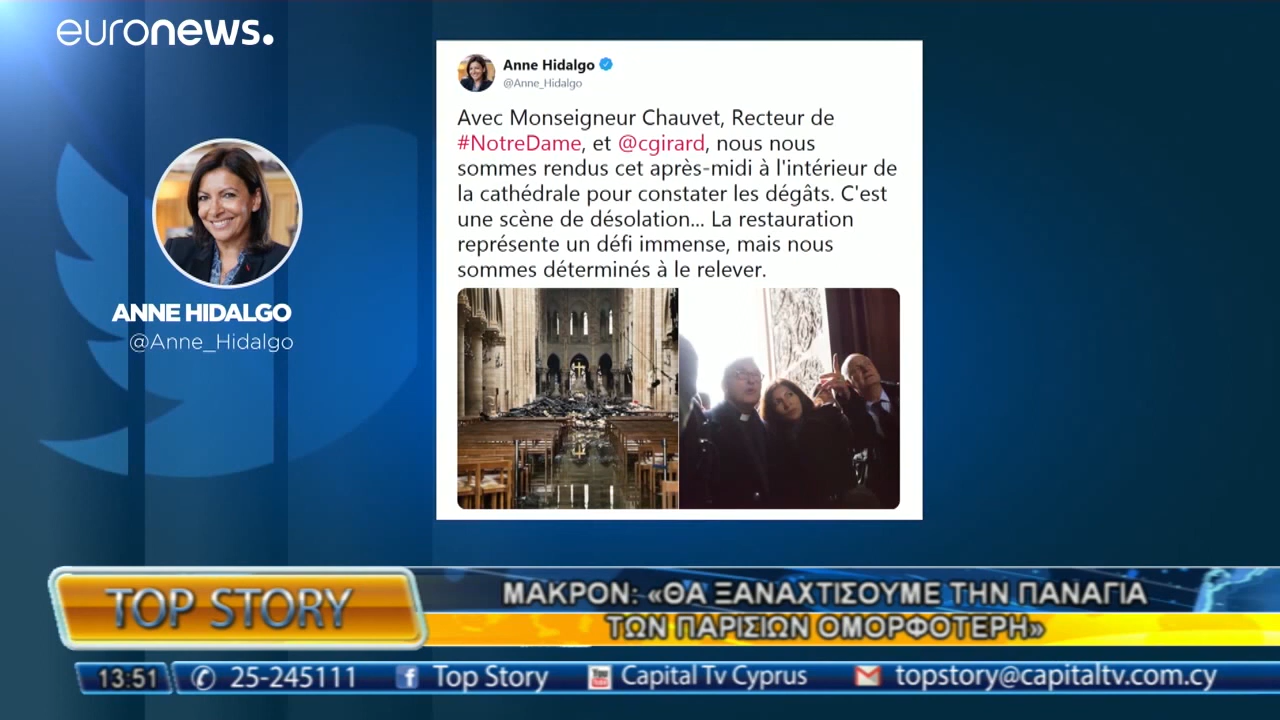 euronews.
Anne Hidalgo
@Anne_Hidalgo
Avec Monseigneur Chauvet, Recteur de
#NotreDame, et @cgirard, nous nous
sommes rendus cet après-midi à l'intérieur de
la cathédrale pour constater les dégâts. C'est
une scène de désolation... La restauration
représente un défi immense, mais nous
sommes déterminés à le relever.
ANNE HIDALGO
@Anne_Hidalgo
TOP STORY
ΜΑΚΡΟΝ: «ΘΑ ΞΑΝΑΧΤΙΣΟΥΜΕ ΤΗΝ ΠΑΝΑΓΙΑ
ΤΩΝ ΠΑΡΙΣΙΩΝ ΟΜΟΡΦΟΤΕΡΗ»
13:51 25-245111 f Top Story You Tube Capital Tv Cyprus topstory@capitaltv.com.cy